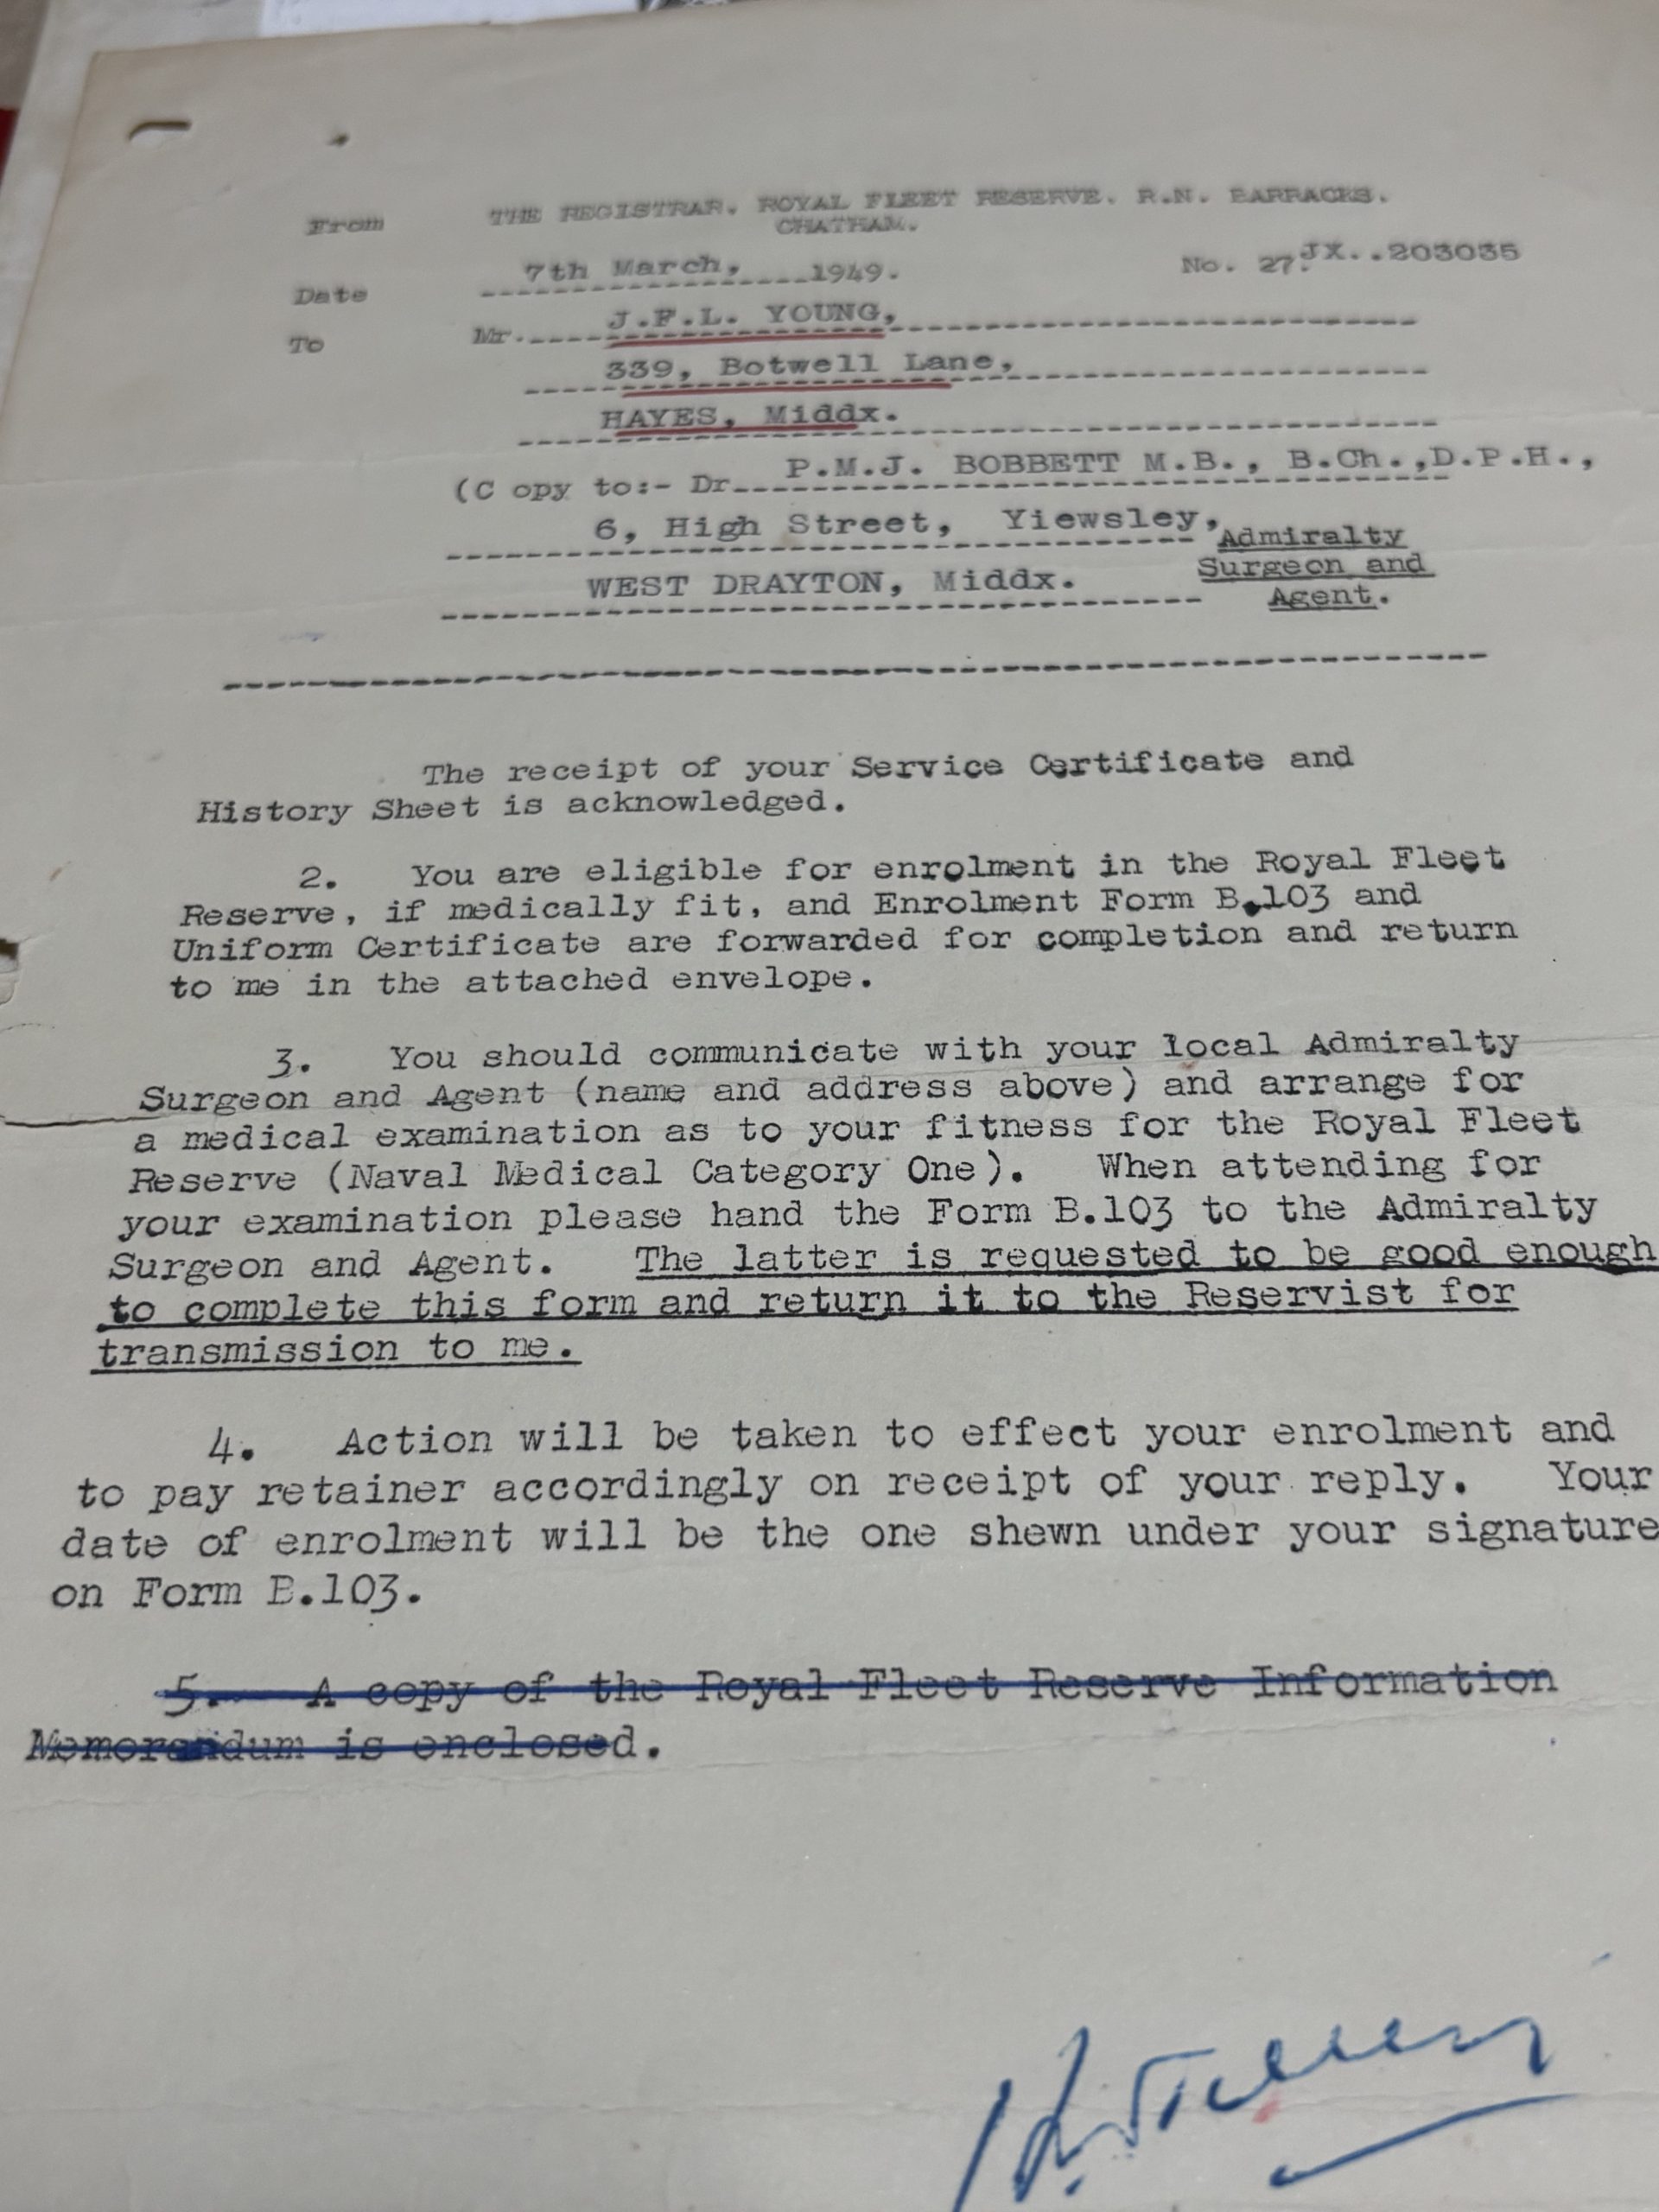 From THE REGISTRAR. ROYAL FLEET RESERVE. R.N. BARRACKS.
CHATHAM.
Date 7th March, 1949. No. 27. JX..203035
To Mr. J.F.L. YOUNG,
339, Botwell Lane,
HAYES, Middx.
(C opy to:- Dr. P.M.J. BOBBETT M.B., B.Ch.,D.P.H.,
6, High Street, Yiewsley,
Admiralty
Surgeon and
WEST DRAYTON, Middx.
Agent.
The receipt of your Service Certificate and
History Sheet is acknowledged.
2. You are eligible for enrolment in the Royal Fleet
Reserve, if medically fit, and Enrolment Form B.103 and
Uniform Certificate are forwarded for completion and return
to me in the attached envelope.
3. You should communicate with your local Admiralty
Surgeon and Agent (name and address above) and arrange for
a medical examination as to your fitness for the Royal Fleet
Reserve (Naval Medical Category One). When attending for
your examination please hand the Form B.103 to the Admiralty
Surgeon and Agent. The latter is requested to be good enough
to complete this form and return it to the Reservist for
transmission to me.
4. Action will be taken to effect your enrolment and
to pay retainer accordingly on receipt of your reply. Your
date of enrolment will be the one shewn under your signature
on Form B.103.
5. A copy of the Royal Fleet Reserve Information
Memorandum is enclosed.